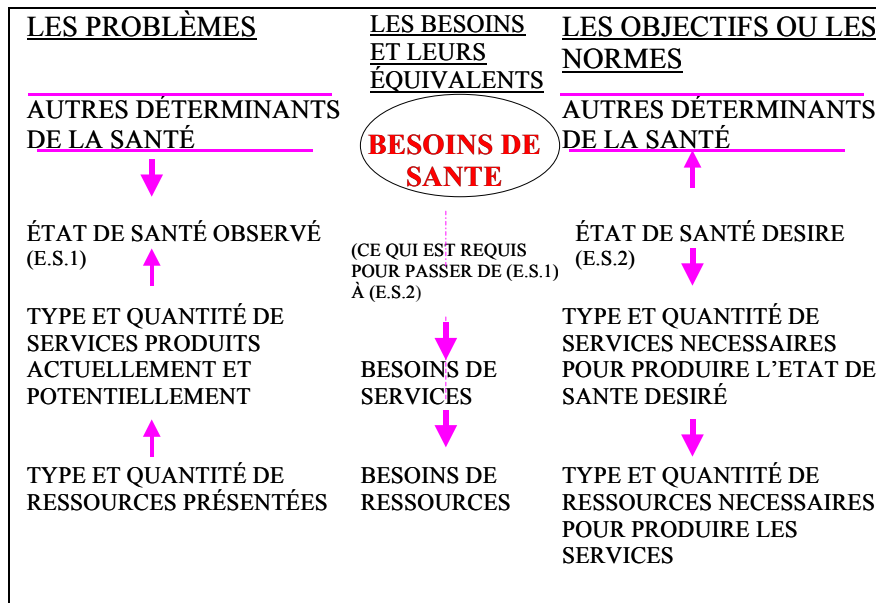 LES PROBLÈMES
AUTRES DÉTERMINANTS
DE LA SANTÉ
ÉTAT DE SANTÉ OBSERVÉ
(E.S.1)
TYPE ET QUANTITÉ DE
SERVICES PRODUITS
ACTUELLEMENT ET
POTENTIELLEMENT
TYPE ET QUANTITÉ DE
RESSOURCES PRÉSENTÉES
LES BESOINS
ET LEURS
ÉQUIVALENTS
BESOINS DE
SANTE
(CE QUI EST REQUIS
POUR PASSER DE (E.S.1)
À (E.S.2)
BESOINS DE
SERVICES
BESOINS DE
RESSOURCES
LES OBJECTIFS OU LES
NORMES
AUTRES DÉTERMINANTS
DE LA SANTÉ
ÉTAT DE SANTÉ DESIRE
(E.S.2)
TYPE ET QUANTITÉ DE
SERVICES NECESSAIRES
POUR PRODUIRE L’ETAT DE
SANTE DESIRÉ
TYPE ET QUANTITÉ DE
RESSOURCES NECESSAIRES
POUR PRODUIRE LES
SERVICES